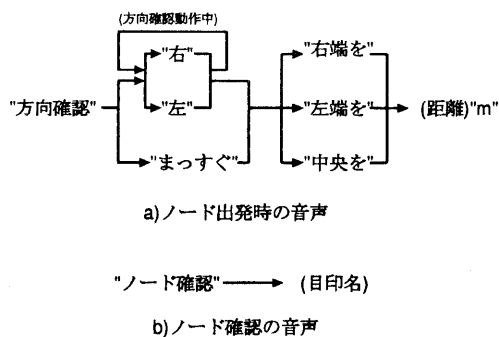 (方向確認動作中)
"右"
"右端を"
"方向確認"
"左"
"左端を"
(距離)"m"
"まっすぐ"
"中央を"
a)ノード出発時の音声
"ノード確認"
(目印名)
b)ノード確認の音声